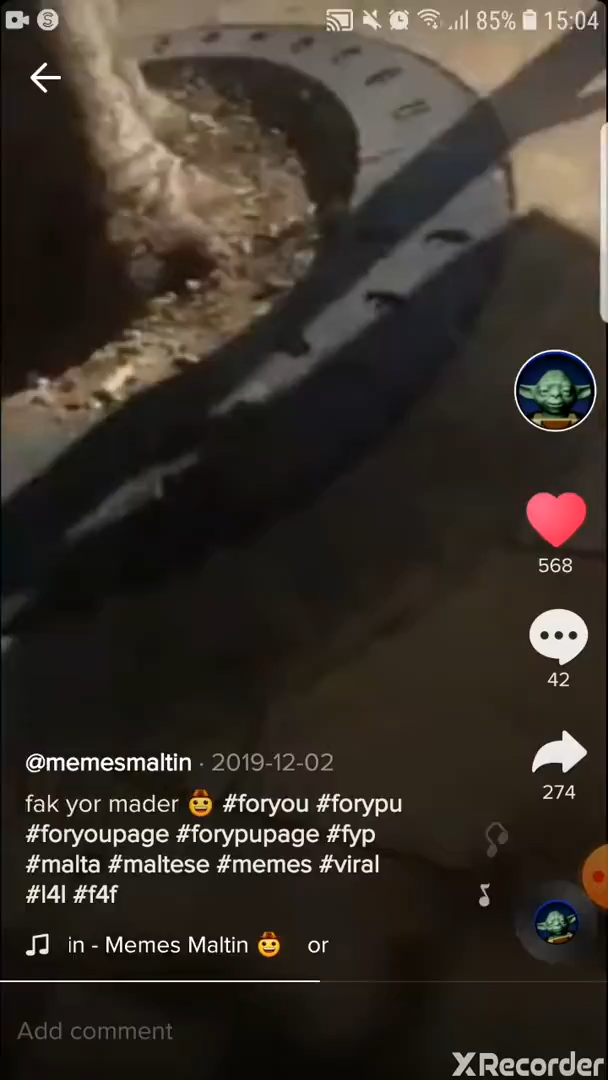 85% 15:04
568
42
@memesmaltin · 2019-12-02
274
fak yor mader 🤠 #foryou #forypu
#foryoupage #forypupage #fyp
#malta #maltese #memes #viral
#l4l #f4f
in - Memes Maltin 🤠 or
Add comment
XRecorder